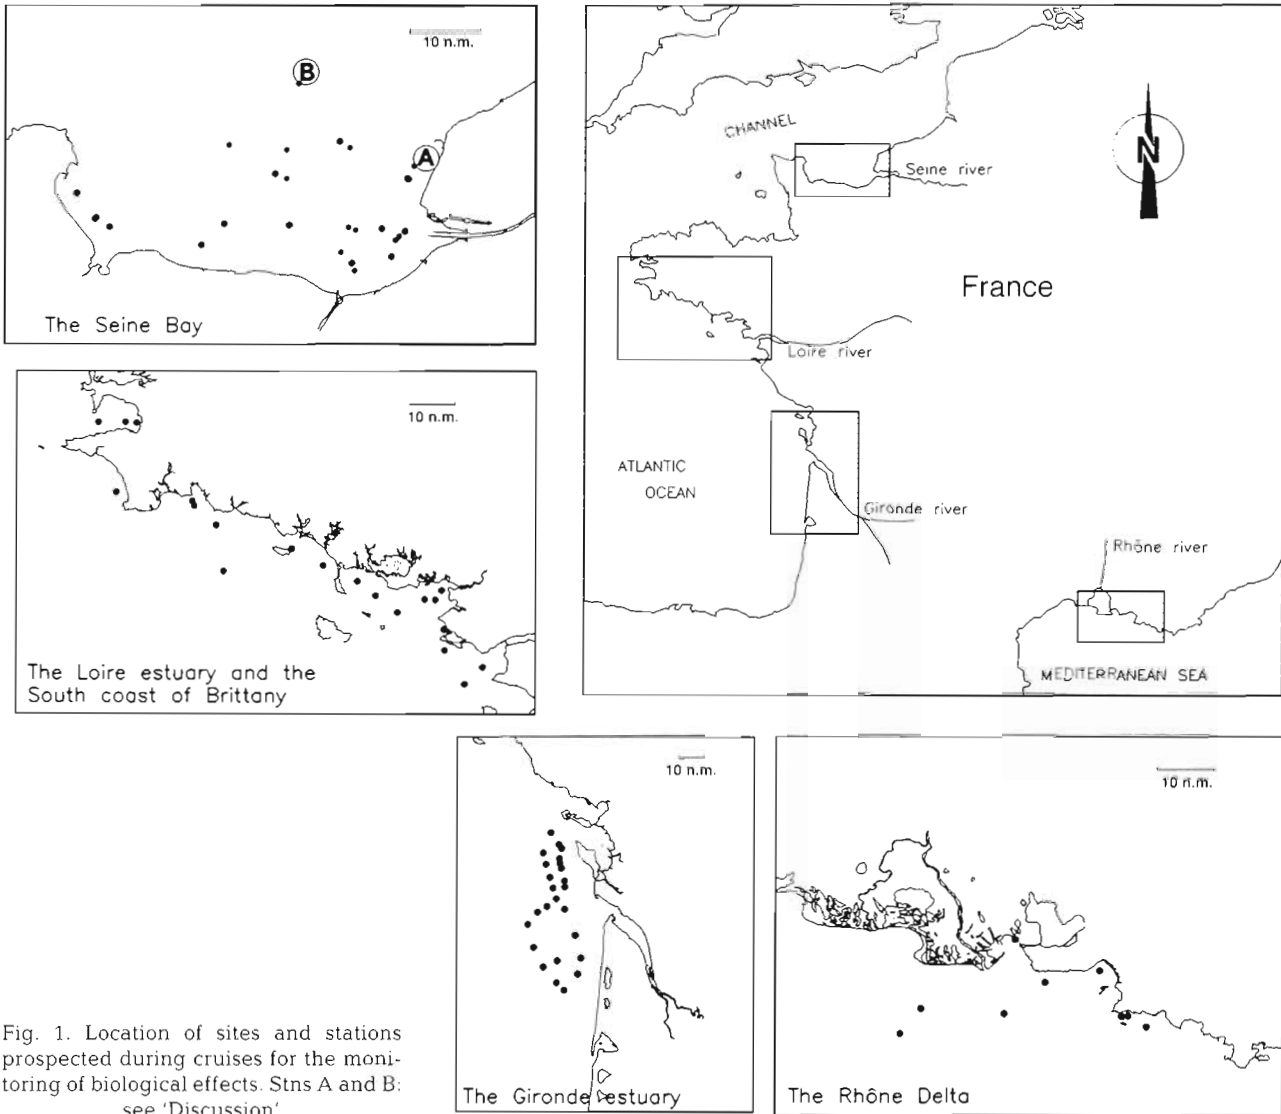 10 n.m.
B
A
The Seine Bay
CHANNEL
Seine river
N
France
Loire river
ATLANTIC
OCEAN
Gironde river
Rhône river
MEDITERRANEAN SEA
10 n.m.
The Loire estuary and the
South coast of Brittany
10 n.m.
The Gironde estuary
10 n.m.
The Rhône Delta
Fig. 1. Location of sites and stations
prospected during cruises for the moni-
toring of biological effects. Stns A and B:
see 'Discussion'